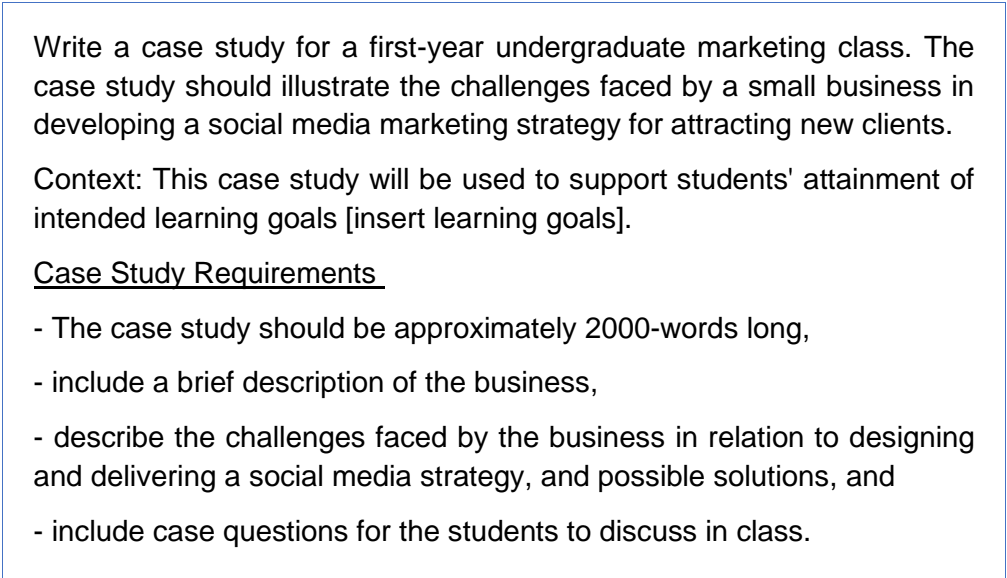 Write a case study for a first-year undergraduate marketing class. The
case study should illustrate the challenges faced by a small business in
developing a social media marketing strategy for attracting new clients.
Context: This case study will be used to support students' attainment of
intended learning goals [insert learning goals].
Case Study Requirements
- The case study should be approximately 2000-words long,
- include a brief description of the business,
- describe the challenges faced by the business in relation to designing
and delivering a social media strategy, and possible solutions, and
- include case questions for the students to discuss in class.